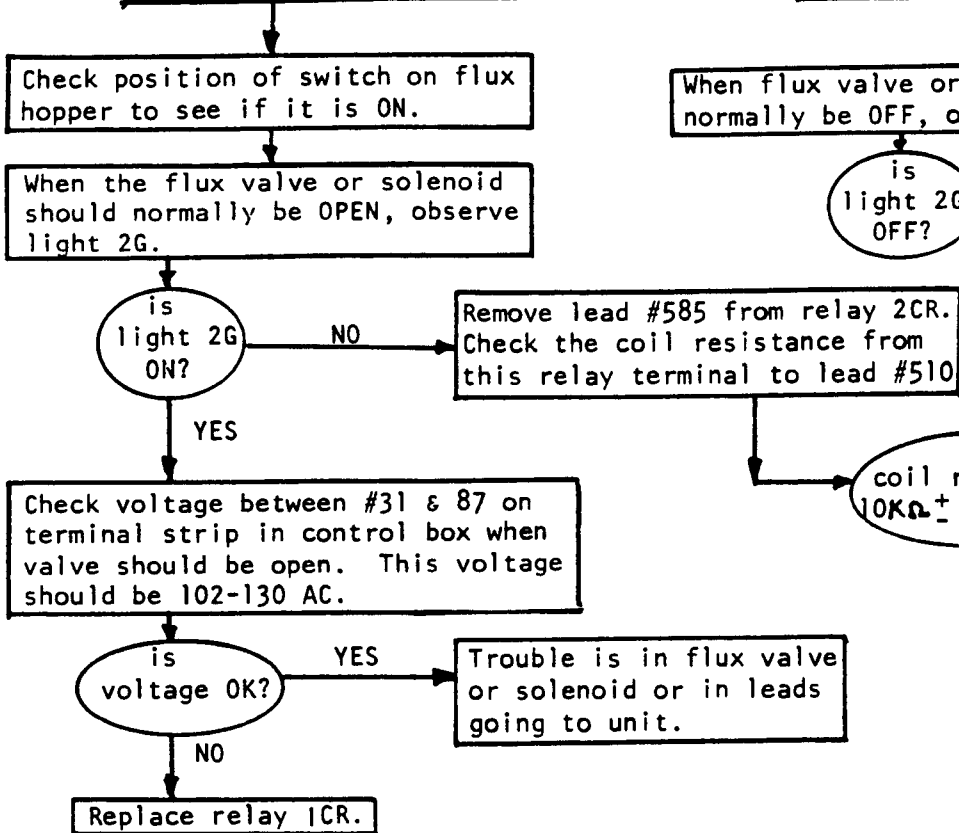 Check position of switch on flux
hopper to see if it is ON.
When the flux valve or solenoid
should normally be OPEN, observe
light 2G.
is
light 2G
ON?
NO
YES
Remove lead #585 from relay 2CR.
Check the coil resistance from
this relay terminal to lead #510
coil
10KΩ ±
Check voltage between #31 & 87 on
terminal strip in control box when
valve should be open. This voltage
should be 102-130 AC.
is
voltage OK?
YES
NO
Trouble is in flux valve
or solenoid or in leads
going to unit.
Replace relay 1CR.
When flux valve or
normally be OFF,
is
light 2G
OFF?